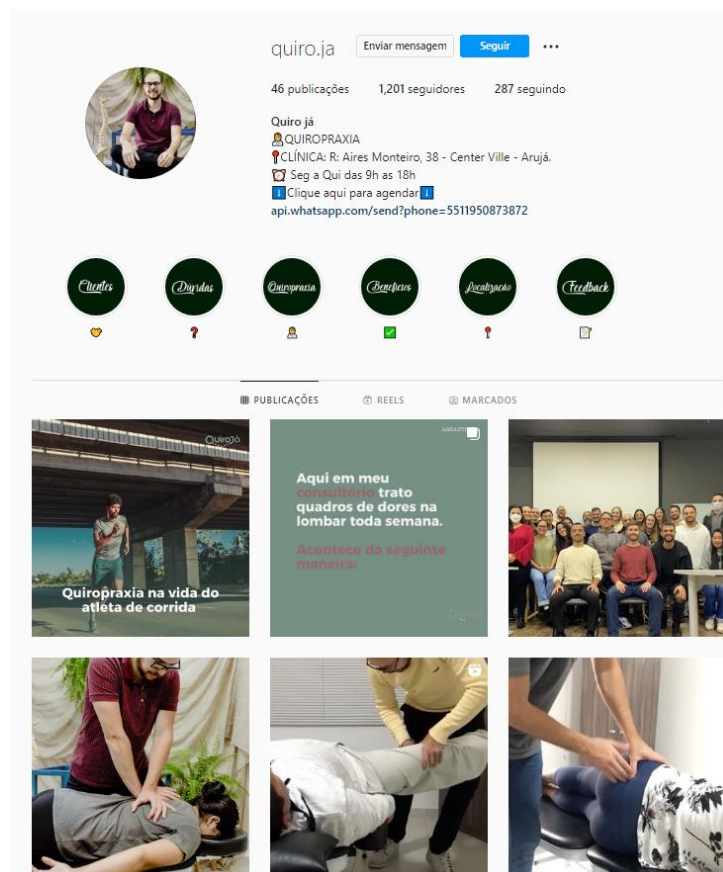 quiro.ja Enviar mensagem Seguir
46 publicações 1,201 seguidores 287 seguindo
Quiro já
QUIROPRAXIA
CLÍNICA: R: Aires Monteiro, 38 - Center Ville - Arujá.
Seg a Qui das 9h as 18h
Clique aqui para agendar
api.whatsapp.com/send?phone=5511950873872
Clientes Dúvidas Quiropraxia Benefícios Localização Feedback
PUBLICAÇÕES REELS MARCADOS
QuiroJá
Quiropraxia na vida do
atleta de corrida
Aqui em meu
consultório trato
quadros de dores na
lombar toda semana.
Acontece da seguinte
maneira:
QuiroJá